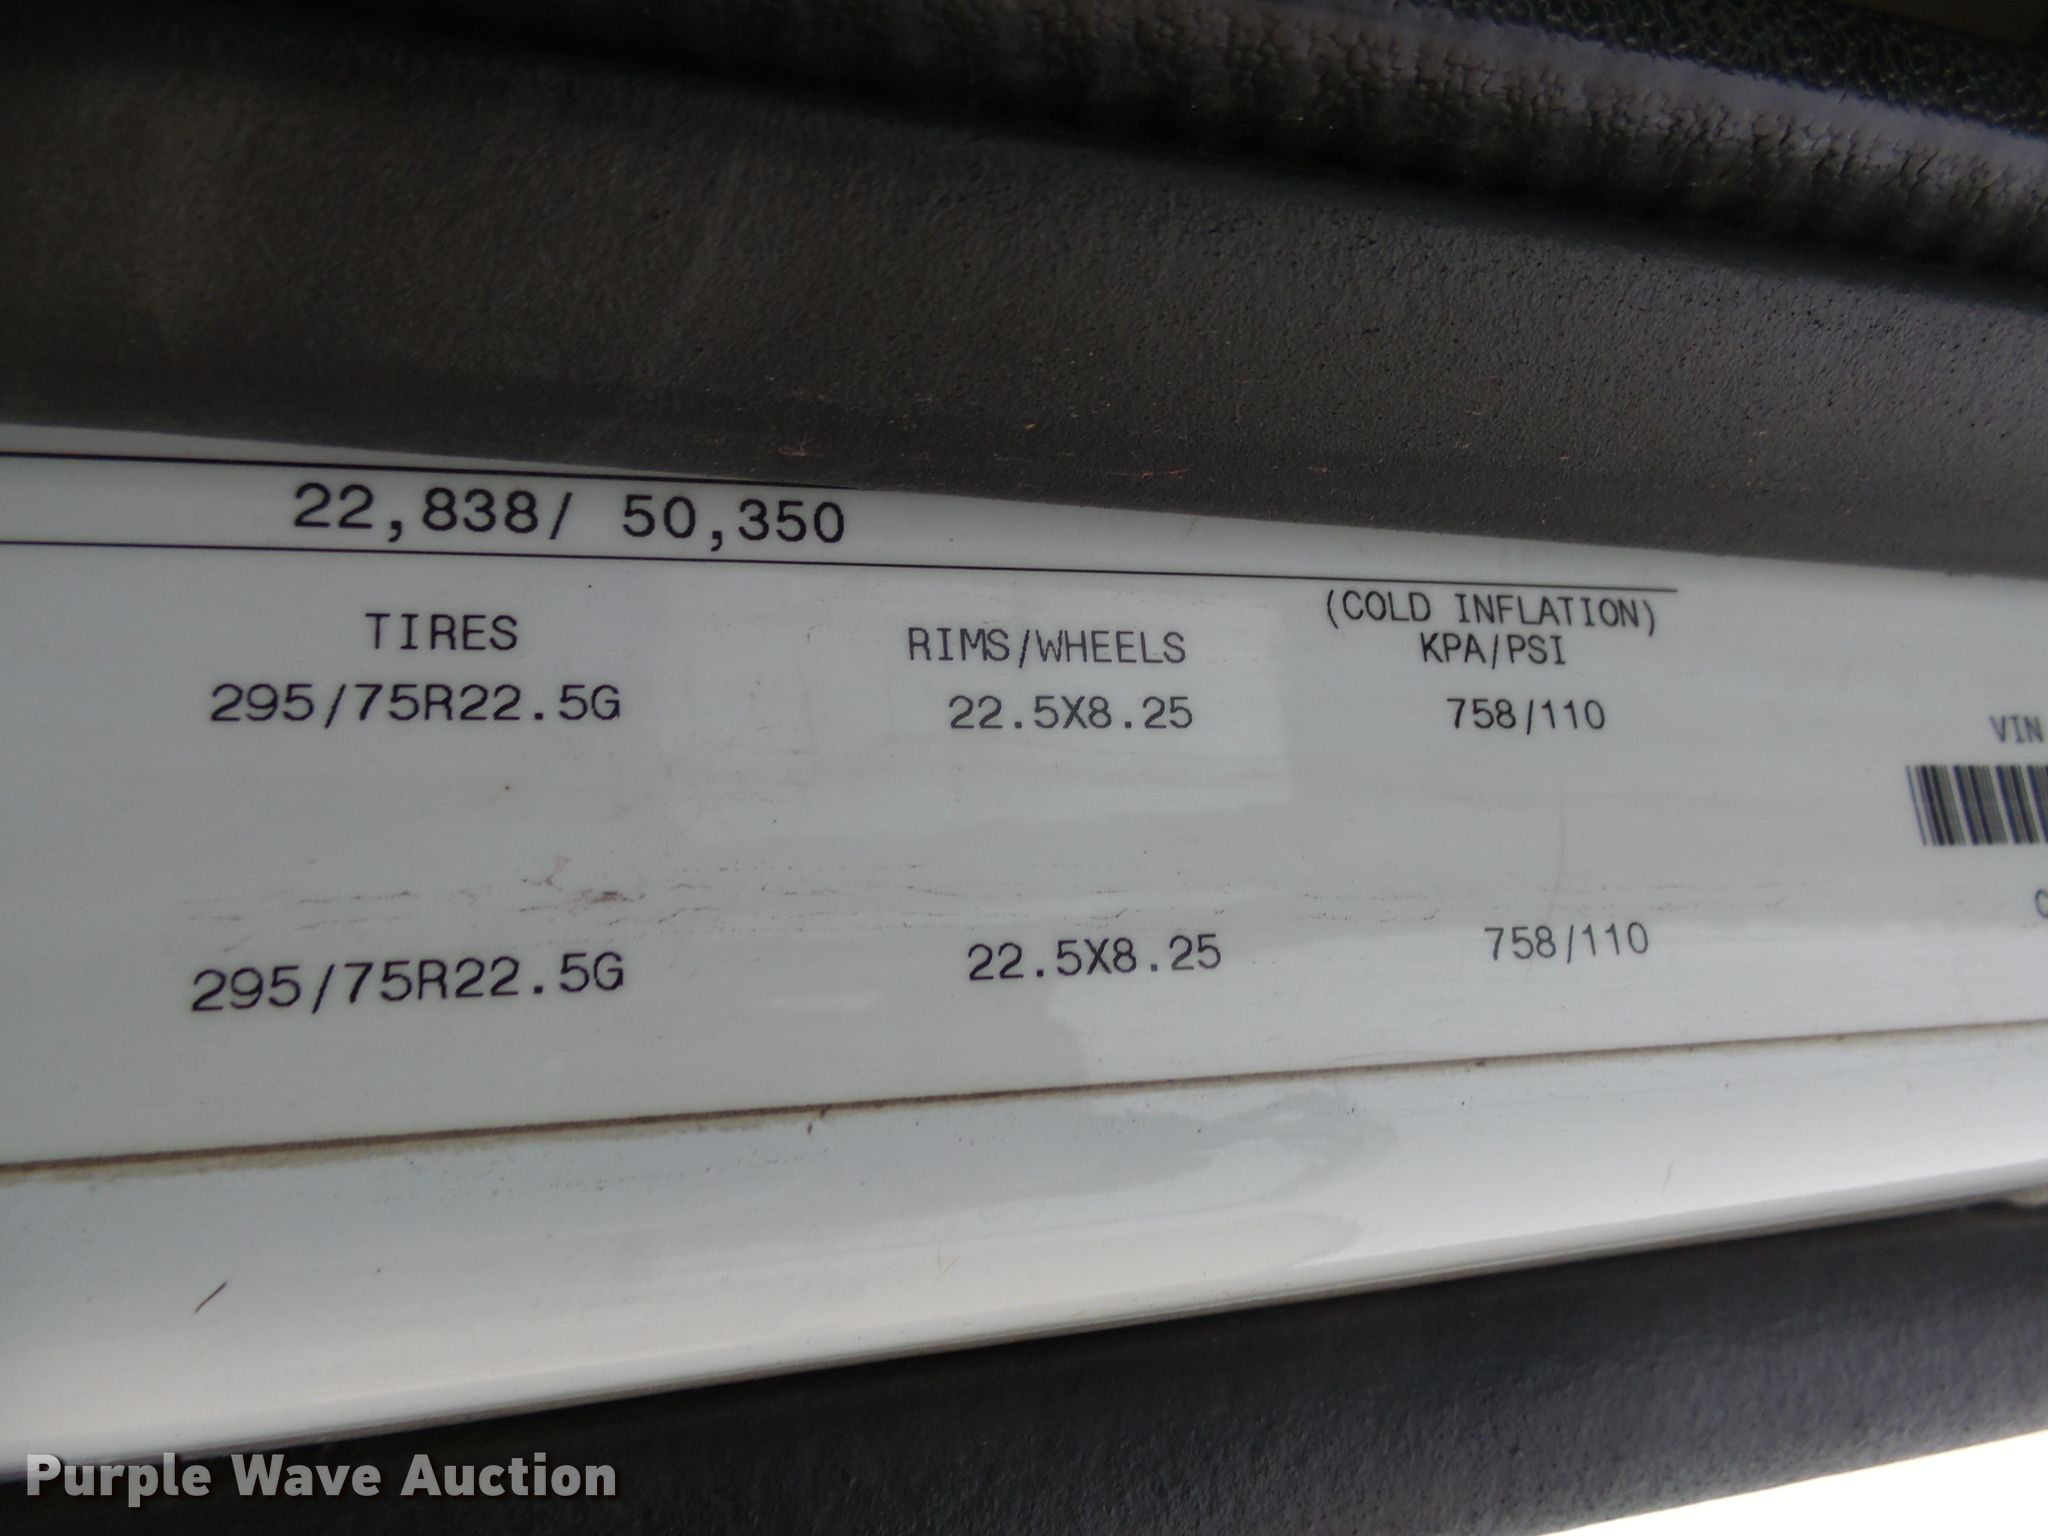 22,838/ 50,350
TIRES RIMS/WHEELS (COLD INFLATION)
KPA/PSI
295/75R22.5G 22.5X8.25 758/110
VIN
295/75R22.5G 22.5X8.25 758/110
Purple Wave Auction